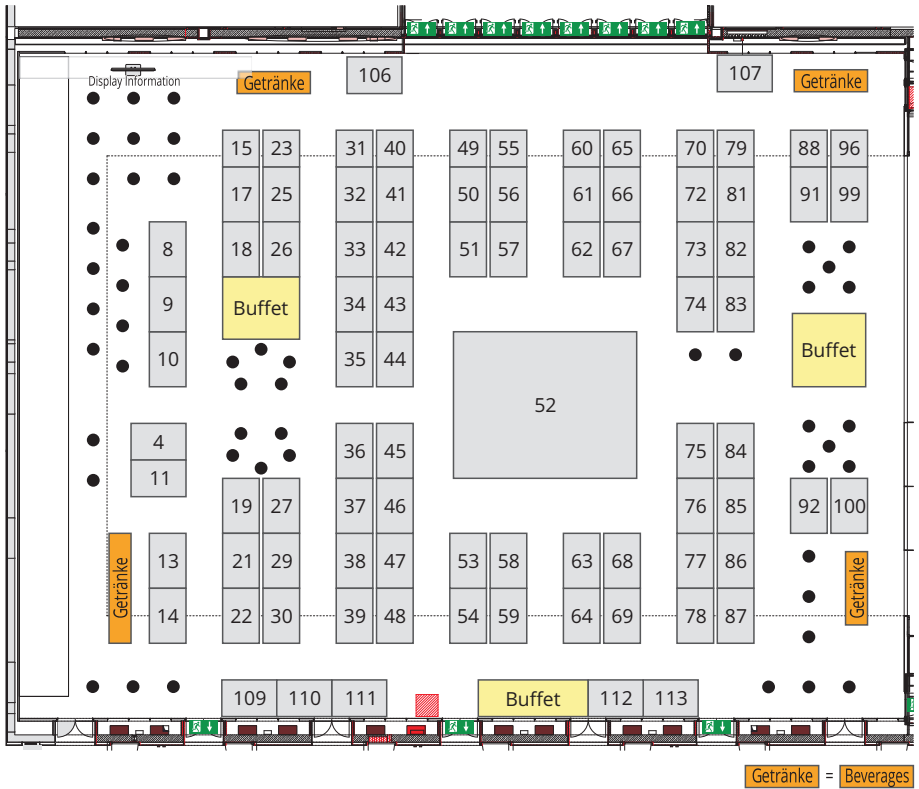 106
107
Getränke
Getränke
Display Information
15 23 31 40 49 55 60 65 70 79 88 96
17 25 32 41 50 56 61 66 72 81 91 99
8 18 26 33 42 51 57 62 67 73 82
9 Buffet 34 43 74 83
Buffet
10 35 44
52
4 36 45 75 84
11
19 27 37 46 76 85 92 100
13 21 29 38 47 53 58 63 68 77 86
Getränke
Getränke
14 22 30 39 48 54 59 64 69 78 87
109 110 111 Buffet 112 113
Getränke = Beverages